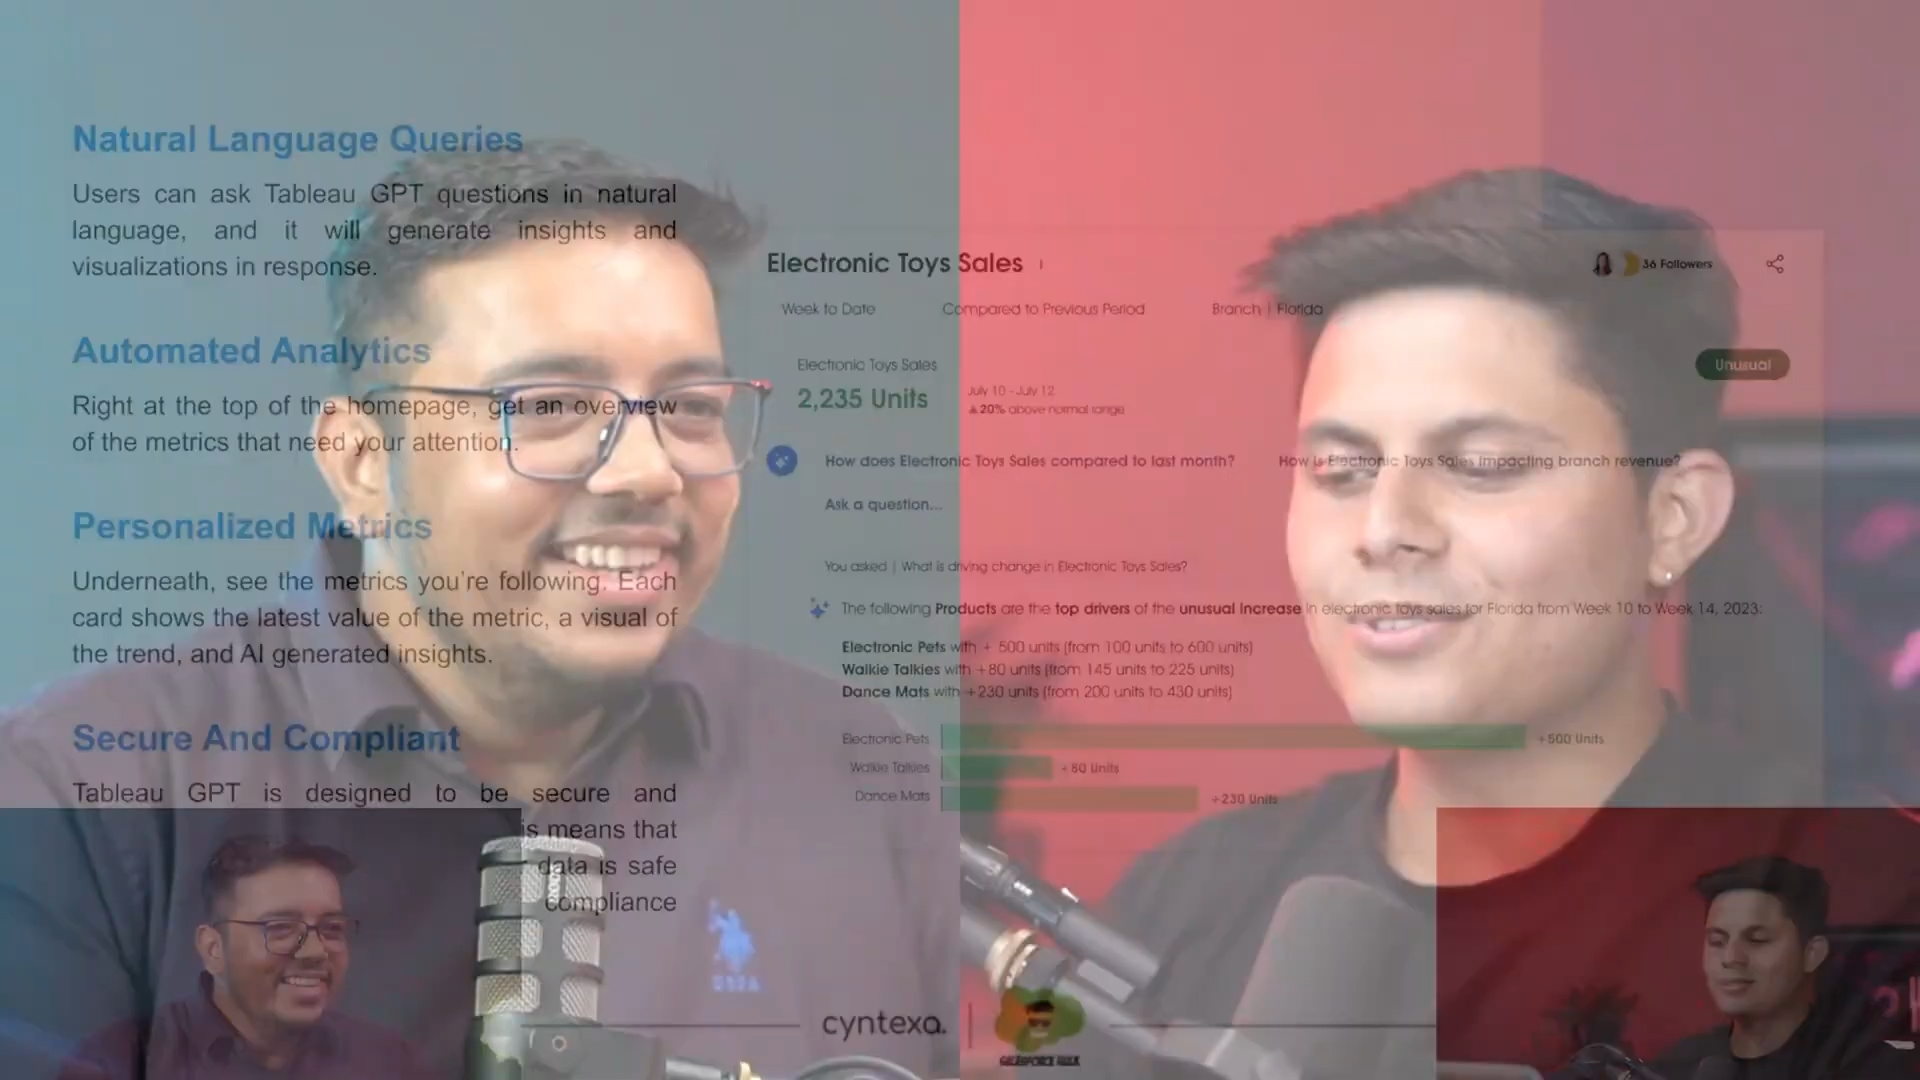 Natural Language Queries
Users can ask Tableau GPT questions in natural
language, and it will generate insights and
visualizations in response.
Automated Analytics
Right at the top of the homepage, get an overview
of the metrics that need your attention.
Personalized Metrics
Underneath, see the metrics you're following. Each
card shows the latest value of the metric, a visual of
the trend, and AI generated insights.
Secure And Compliant
Tableau GPT is designed to be secure and
is means that
data is safe
compliance
Electronic Toys Sales
36 Followers
Week to Date
Compared to Previous Period
Branch | Florida
Electronic Toys Sales
Unusual
2,235 Units
July 10 - July 12
▲20% above normal range
How does Electronic Toys Sales compared to last month?
How is Electronic Toys Sales impacting branch revenue?
Ask a question...
You asked | What is driving change in Electronic Toys Sales?
The following Products are the top drivers of the unusual increase in electronic toys sales for Florida from Week 10 to Week 14, 2023:
Electronic Pets with + 500 units (from 100 units to 600 units)
Walkie Talkies with +80 units (from 145 units to 225 units)
Dance Mats with +230 units (from 200 units to 430 units)
Electronic Pets +500 Units
Walkie Talkies +80 Units
Dance Mats +230 Units
USPA
cyntexa.
SALESFORCE HULK